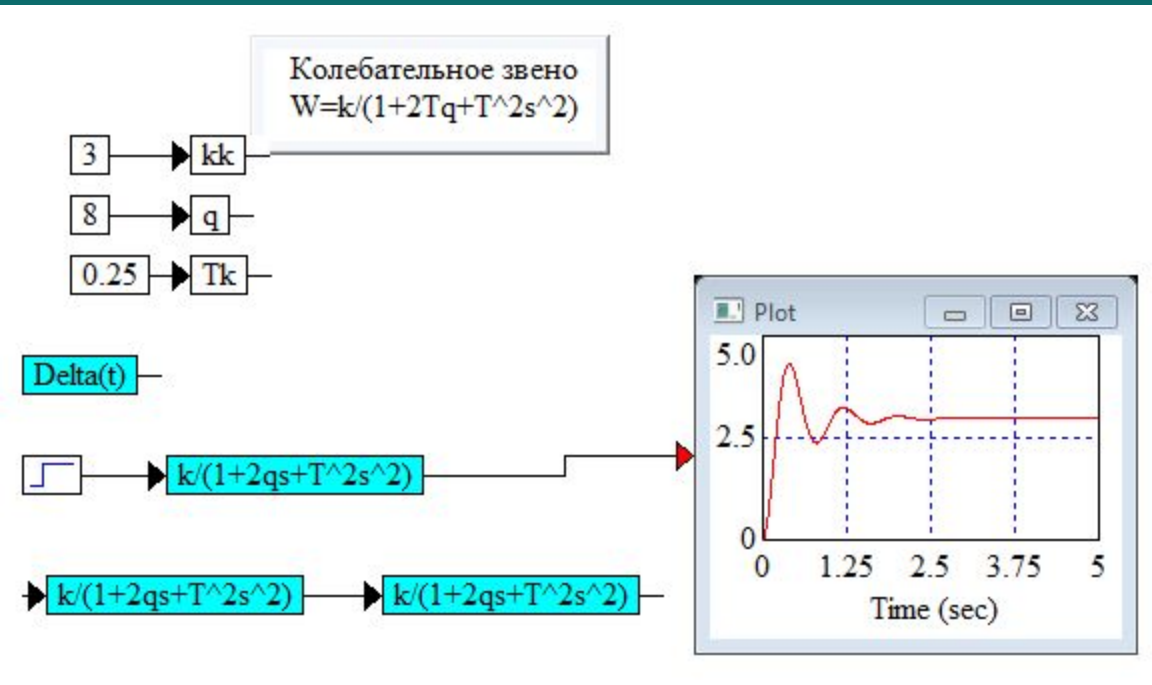 Колебательное звено
W=k/(1+2Tq+T^2s^2)
3 kk
8 q
0.25 Tk
Delta(t)
k/(1+2qs+T^2s^2)
k/(1+2qs+T^2s^2) k/(1+2qs+T^2s^2)
Plot
5.0
2.5
0
0 1.25 2.5 3.75 5
Time (sec)